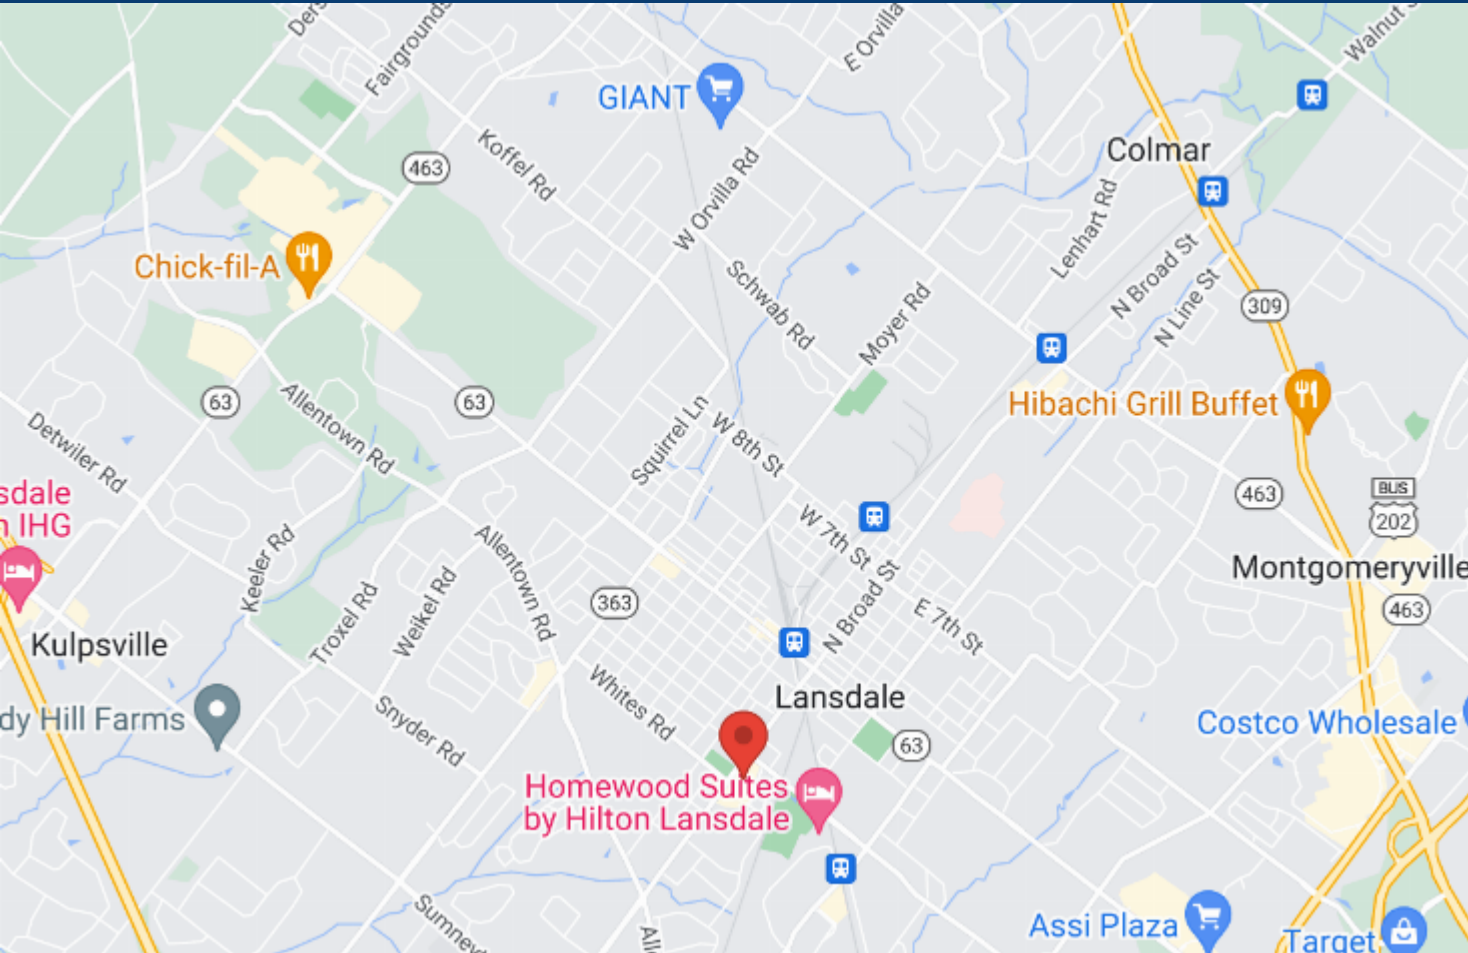 Fairgrounds
E Orvilla
Walnut
GIANT
Koffel Rd
463
Colmar
W Orvilla Rd
Lenhart Rd
Chick-fil-A
Schwab Rd
N Broad St
N Line St
309
Moyer Rd
Hibachi Grill Buffet
63
63
Allentown Rd
Detwiler Rd
Squirrel Ln
W 8th St
463
BUS
202
sdale
IHG
W 7th St
Keeler Rd
Allentown Rd
Montgomeryville
Troxel Rd
Weikel Rd
363
N Broad St
E 7th St
463
Kulpsville
Whites Rd
Lansdale
dy Hill Farms
Snyder Rd
63
Costco Wholesale
Homewood Suites
by Hilton Lansdale
Assi Plaza
Target